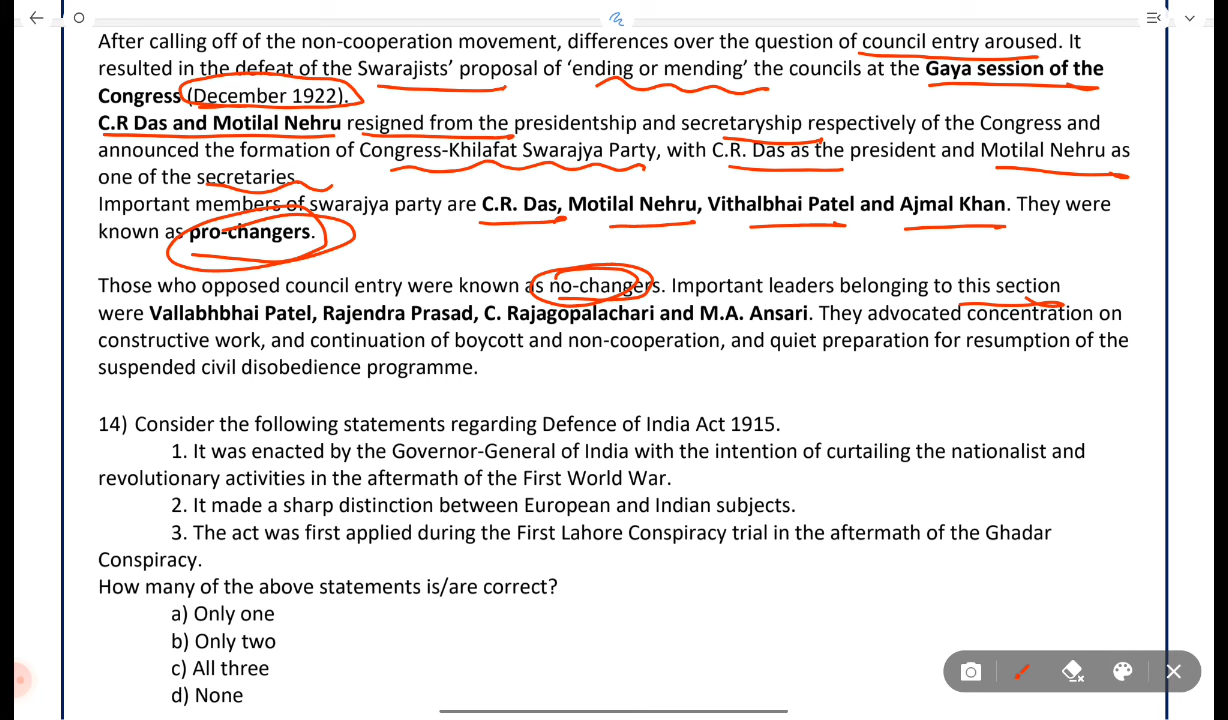 After calling off of the non-cooperation movement, differences over the question of council entry aroused. It
resulted in the defeat of the Swarajists' proposal of 'ending or mending' the councils at the Gaya session of the
Congress (December 1922).
C.R Das and Motilal Nehru resigned from the presidentship and secretaryship respectively of the Congress and
announced the formation of Congress-Khilafat Swarajya Party, with C.R. Das as the president and Motilal Nehru as
one of the secretaries.
Important members of swarajya party are C.R. Das, Motilal Nehru, Vithalbhai Patel and Ajmal Khan. They were
known as pro-changers.
Those who opposed council entry were known as no-changers. Important leaders belonging to this section
were Vallabhbhai Patel, Rajendra Prasad, C. Rajagopalachari and M.A. Ansari. They advocated concentration on
constructive work, and continuation of boycott and non-cooperation, and quiet preparation for resumption of the
suspended civil disobedience programme.
14) Consider the following statements regarding Defence of India Act 1915.
1. It was enacted by the Governor-General of India with the intention of curtailing the nationalist and
revolutionary activities in the aftermath of the First World War.
2. It made a sharp distinction between European and Indian subjects.
3. The act was first applied during the First Lahore Conspiracy trial in the aftermath of the Ghadar
Conspiracy.
How many of the above statements is/are correct?
a) Only one
b) Only two
c) All three
d) None